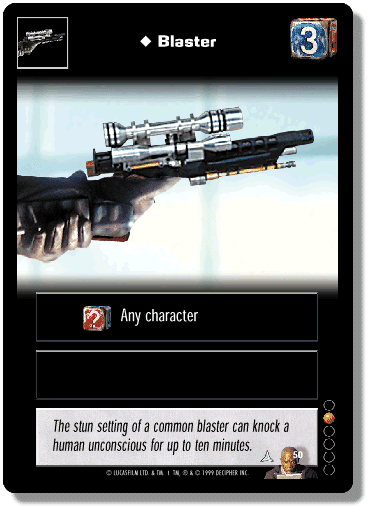 ◆ Blaster
3
? Any character
The stun setting of a common blaster can knock a
human unconscious for up to ten minutes.
50
© LUCASFILM LTD. & TM. † TM, ® & © 1999 DECIPHER INC.